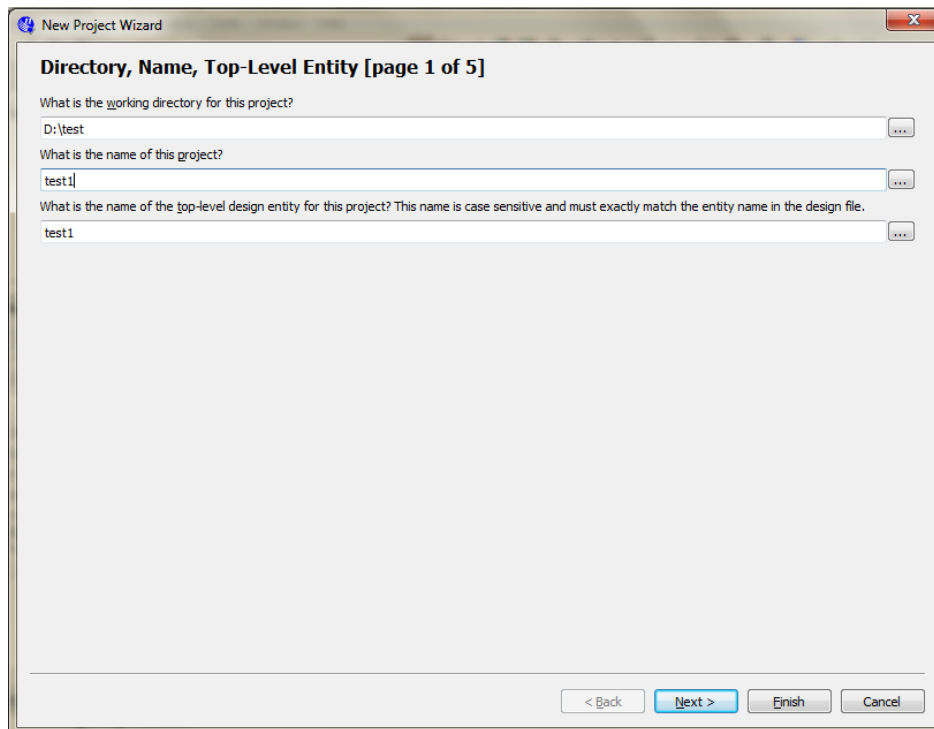 New Project Wizard
Directory, Name, Top-Level Entity [page 1 of 5]
What is the working directory for this project?
D:\test
...
What is the name of this project?
test1
...
What is the name of the top-level design entity for this project? This name is case sensitive and must exactly match the entity name in the design file.
test1
...
< Back Next > Finish Cancel